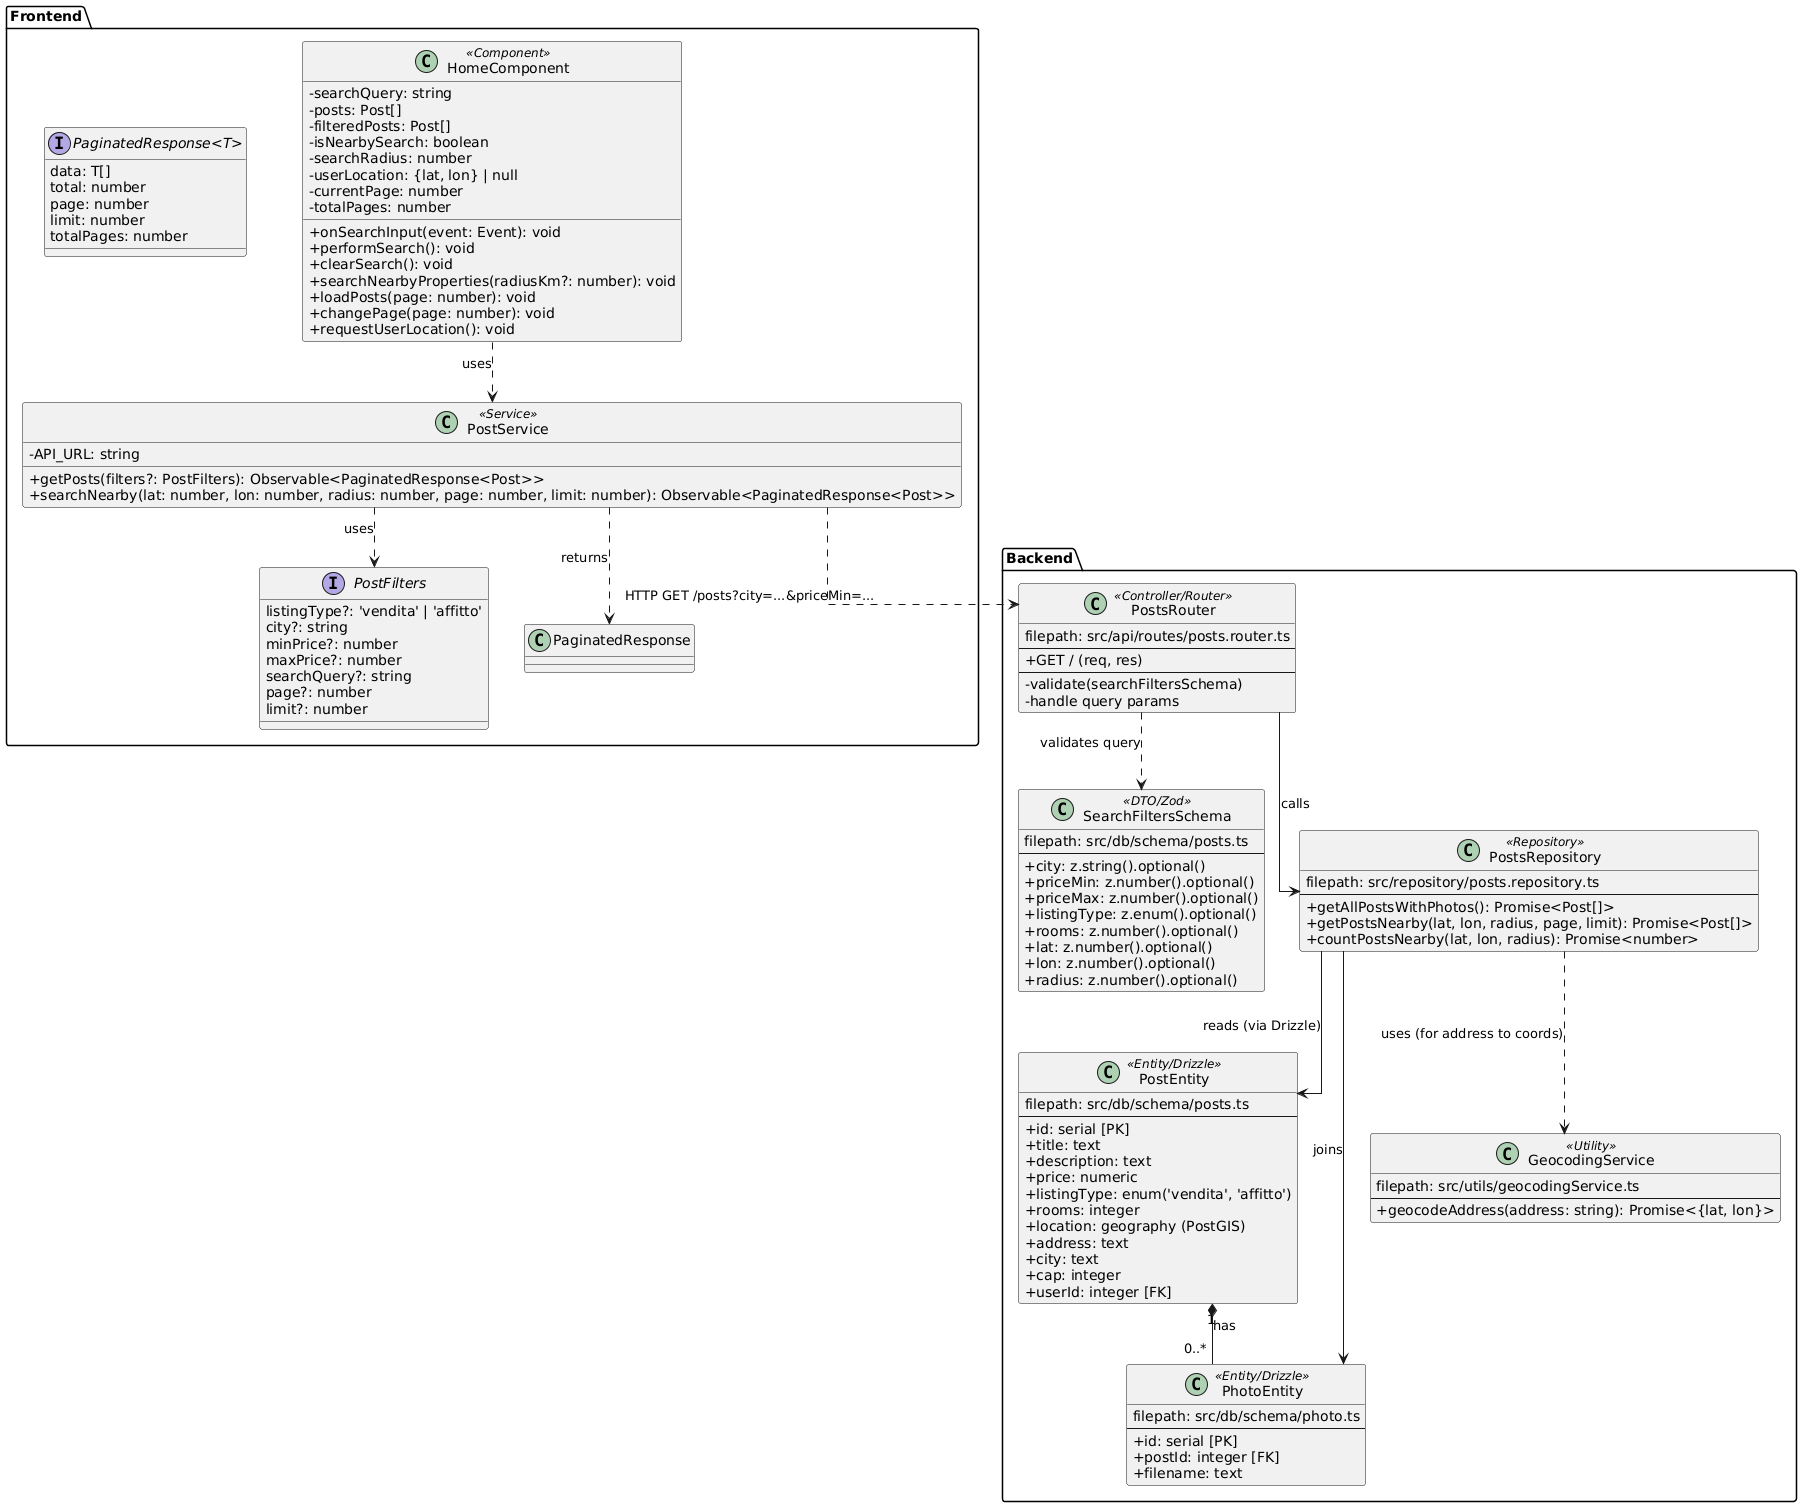 Frontend
«Component»
HomeComponent
-searchQuery: string
-posts: Post[]
-filteredPosts: Post[]
-isNearbySearch: boolean
-searchRadius: number
-userLocation: {lat, lon} | null
-currentPage: number
-totalPages: number
+onSearchInput(event: Event): void
+performSearch(): void
+clearSearch(): void
+searchNearbyProperties(radiusKm?: number): void
+loadPosts(page: number): void
+changePage(page: number): void
+requestUserLocation(): void
PaginatedResponse<T>
data: T[]
total: number
page: number
limit: number
totalPages: number
uses
«Service»
PostService
-API_URL: string
+getPosts(filters?: PostFilters): Observable<PaginatedResponse<Post>>
+searchNearby(lat: number, lon: number, radius: number, page: number, limit: number): Observable<PaginatedResponse<Post>>
uses
returns
HTTP GET /posts?city=...&priceMin=...
PostFilters
listingType?: 'vendita' | 'affitto'
city?: string
minPrice?: number
maxPrice?: number
searchQuery?: string
page?: number
limit?: number
PaginatedResponse
Backend
«Controller/Router»
PostsRouter
filepath: src/api/routes/posts.router.ts
+GET / (req, res)
-validate(searchFiltersSchema)
-handle query params
validates query
calls
«DTO/Zod»
SearchFiltersSchema
filepath: src/db/schema/posts.ts
+city: z.string().optional()
+priceMin: z.number().optional()
+priceMax: z.number().optional()
+listingType: z.enum().optional()
+rooms: z.number().optional()
+lat: z.number().optional()
+lon: z.number().optional()
+radius: z.number().optional()
«Repository»
PostsRepository
filepath: src/repository/posts.repository.ts
+getAllPostsWithPhotos(): Promise<Post[]>
+getPostsNearby(lat, lon, radius, page, limit): Promise<Post[]>
+countPostsNearby(lat, lon, radius): Promise<number>
reads (via Drizzle)
uses (for address to coords)
joins
«Entity/Drizzle»
PostEntity
filepath: src/db/schema/posts.ts
+id: serial [PK]
+title: text
+description: text
+price: numeric
+listingType: enum('vendita', 'affitto')
+rooms: integer
+location: geography (PostGIS)
+address: text
+city: text
+cap: integer
+userId: integer [FK]
«Utility»
GeocodingService
filepath: src/utils/geocodingService.ts
+geocodeAddress(address: string): Promise<{lat, lon}>
1
has
0..*
«Entity/Drizzle»
PhotoEntity
filepath: src/db/schema/photo.ts
+id: serial [PK]
+postId: integer [FK]
+filename: text